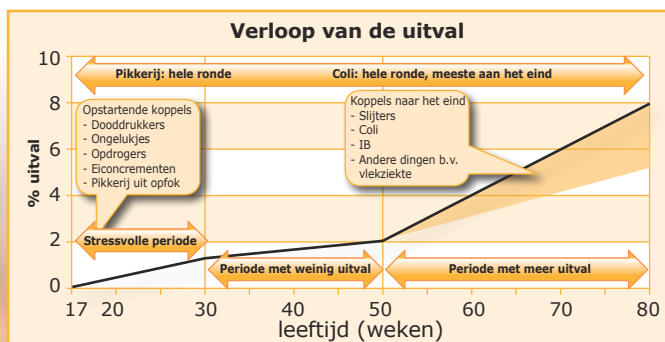 Verloop van de uitval
10
Pikkerij: hele ronde
Coli: hele ronde, meeste aan het eind
8
Opstartende koppels
- Dooddrukkers
- Ongelukjes
- Opdrogers
- Eiconcrementen
- Pikkerij uit opfok
Koppels naar het eind
- Slijters
- Coli
- IB
- Andere dingen b.v.
vlekziekte
6
% uitval
4
2
Stressvolle periode
Periode met weinig uitval
Periode met meer uitval
0
17 20 30 40 50 60 70 80
leeftijd (weken)